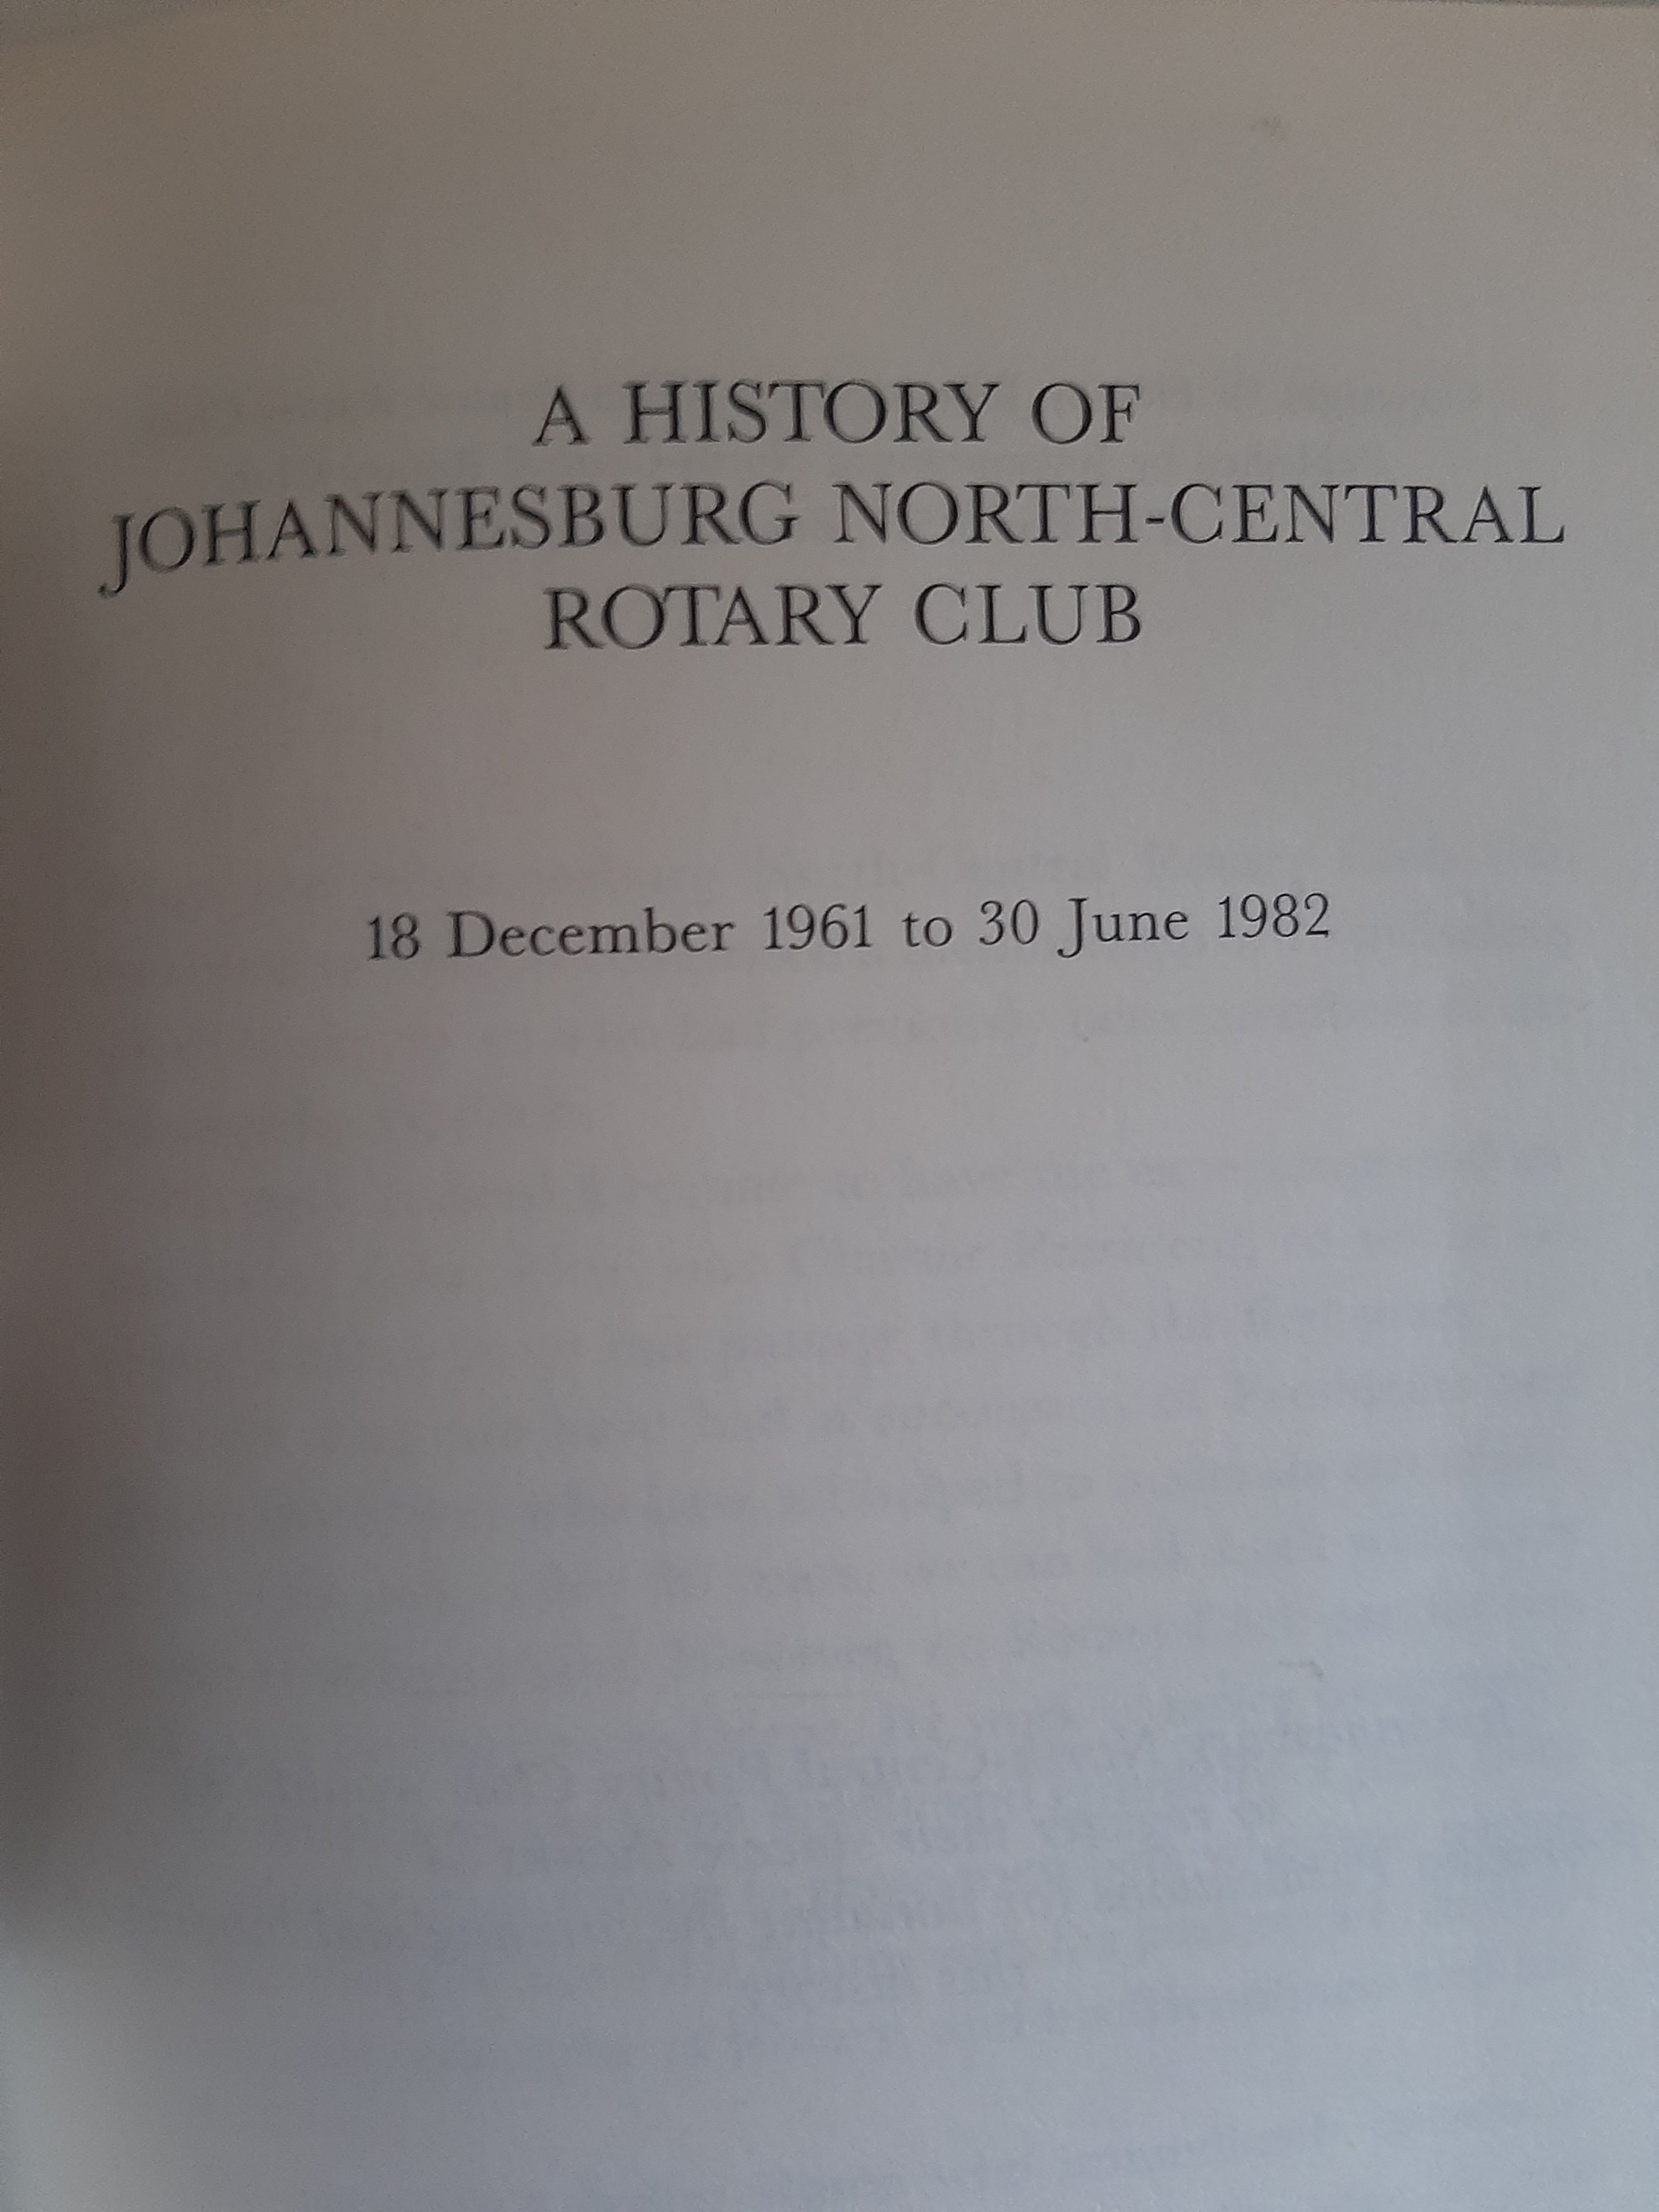 A HISTORY OF
JOHANNESBURG NORTH-CENTRAL
ROTARY CLUB
18 December 1961 to 30 June 1982